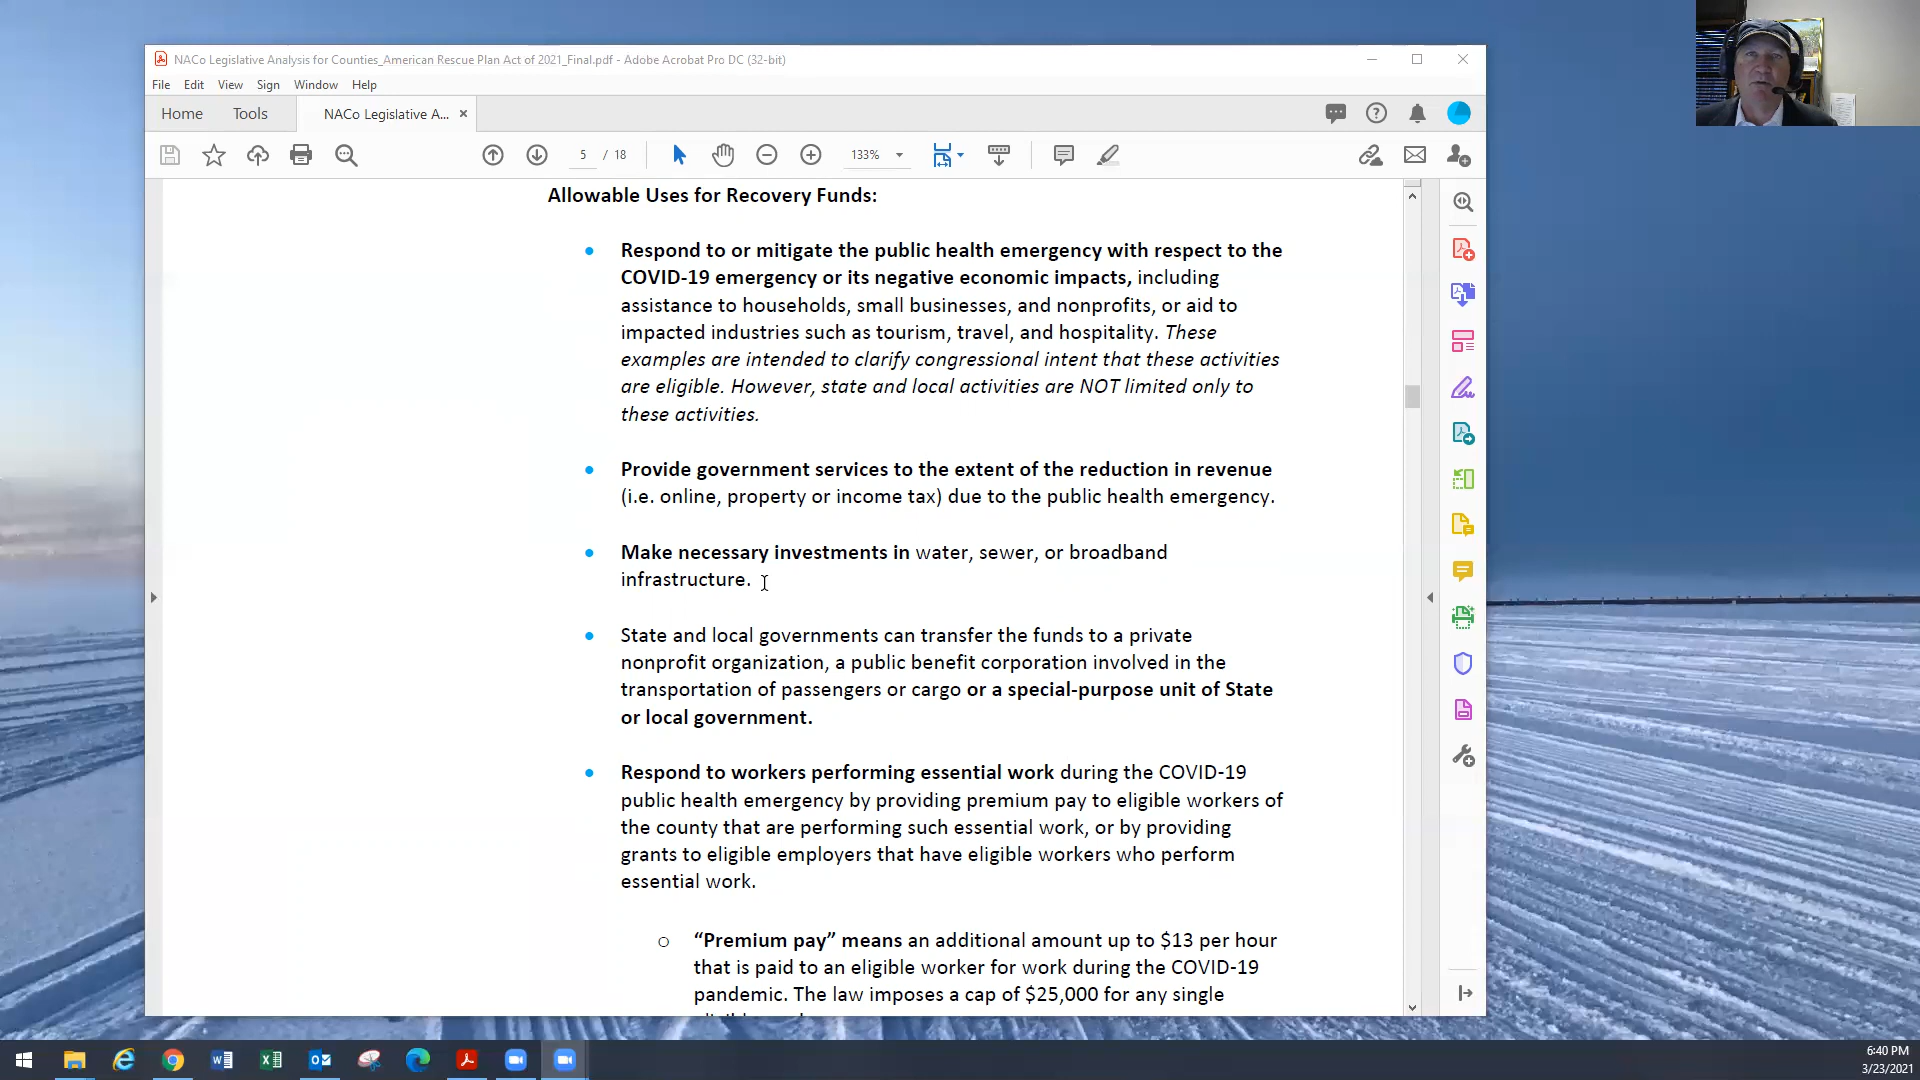 NACo Legislative Analysis for Counties_American Rescue Plan Act of 2021_Final.pdf - Adobe Acrobat Pro DC (32-bit)
File Edit View Sign Window Help
Home Tools NACo Legislative A... ×
5 / 18 133%
Allowable Uses for Recovery Funds:
• Respond to or mitigate the public health emergency with respect to the
COVID-19 emergency or its negative economic impacts, including
assistance to households, small businesses, and nonprofits, or aid to
impacted industries such as tourism, travel, and hospitality. These
examples are intended to clarify congressional intent that these activities
are eligible. However, state and local activities are NOT limited only to
these activities.
• Provide government services to the extent of the reduction in revenue
(i.e. online, property or income tax) due to the public health emergency.
• Make necessary investments in water, sewer, or broadband
infrastructure.
• State and local governments can transfer the funds to a private
nonprofit organization, a public benefit corporation involved in the
transportation of passengers or cargo or a special-purpose unit of State
or local government.
• Respond to workers performing essential work during the COVID-19
public health emergency by providing premium pay to eligible workers of
the county that are performing such essential work, or by providing
grants to eligible employers that have eligible workers who perform
essential work.
o “Premium pay” means an additional amount up to $13 per hour
that is paid to an eligible worker for work during the COVID-19
pandemic. The law imposes a cap of $25,000 for any single
6:40 PM
3/23/2021